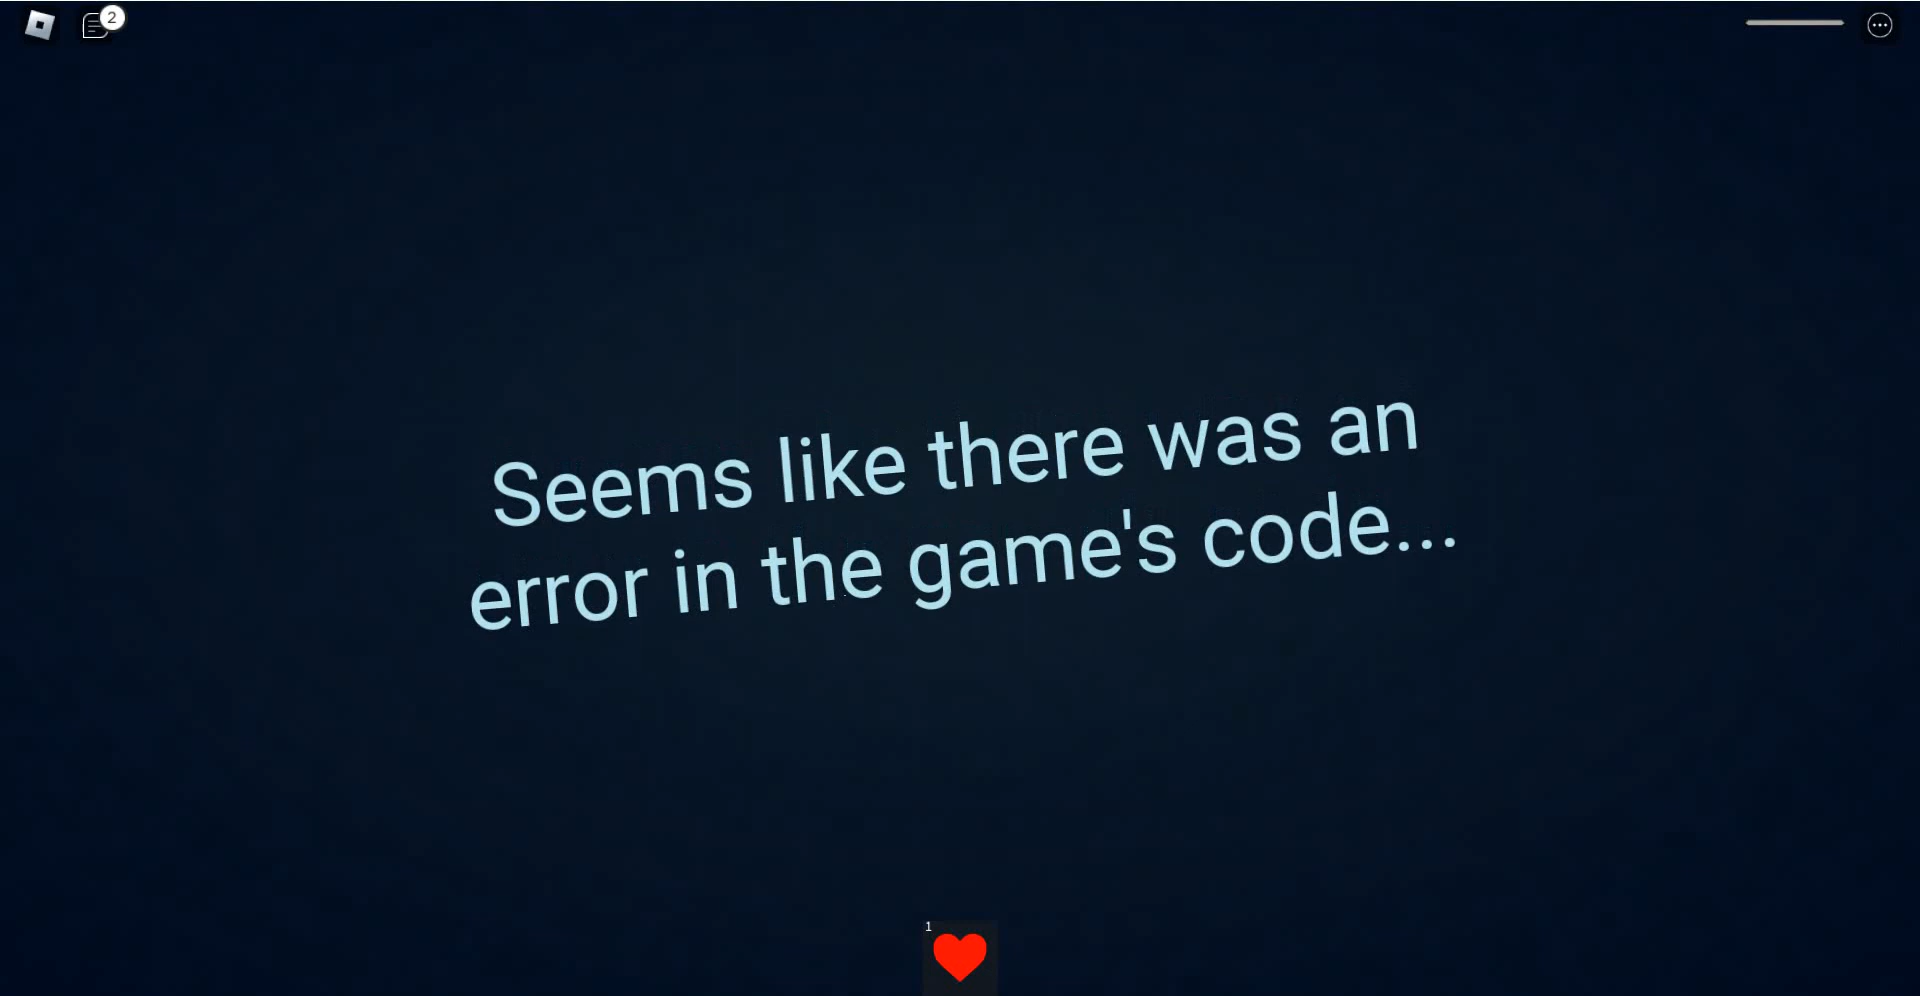 2
Seems like there was an
error in the game's code...
1